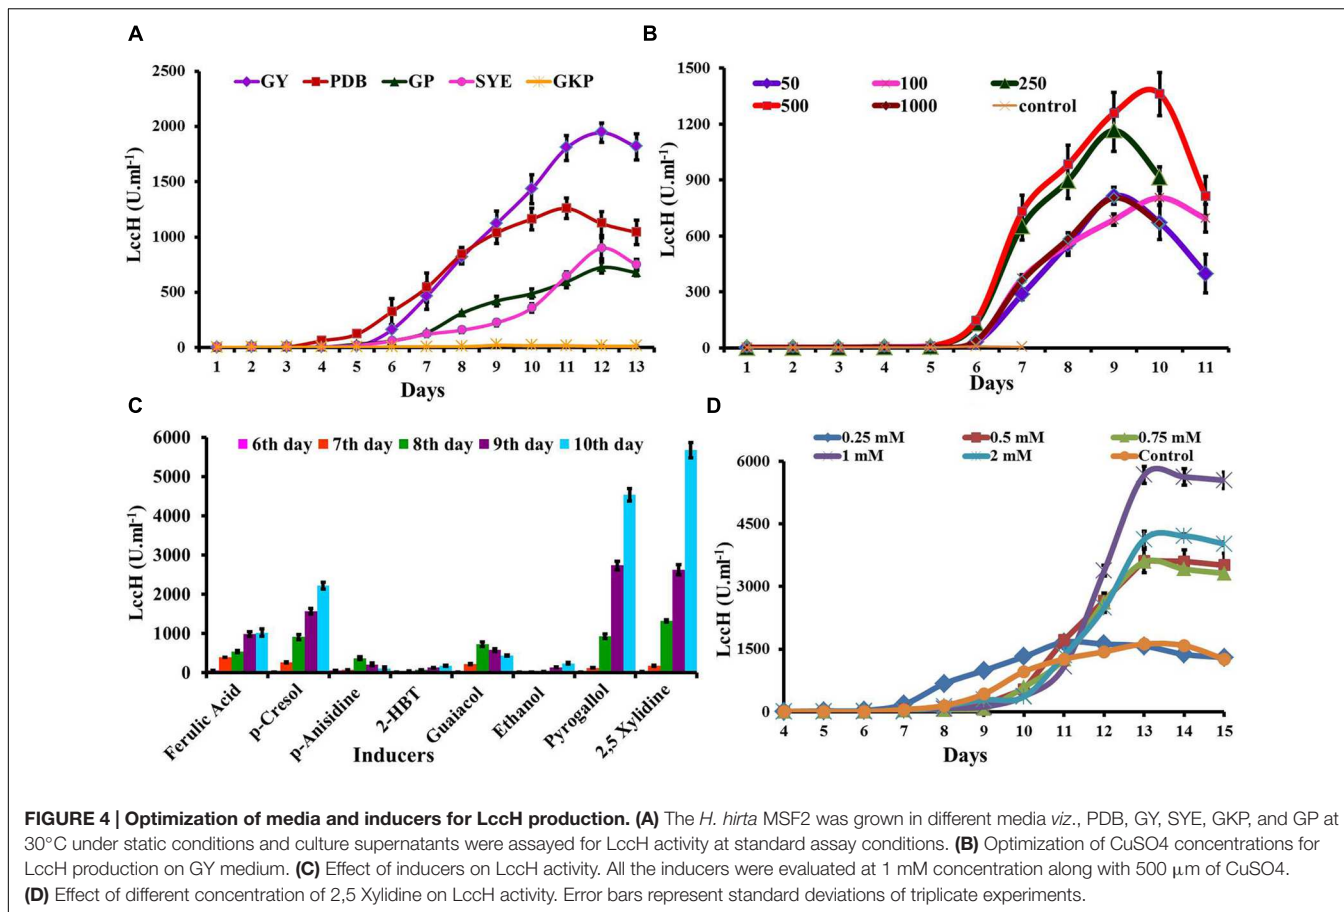 A
GY PDB GP SYE GKP
2500
2000
1500
1000
500
0
LccH (U.ml-1)
1 2 3 4 5 6 7 8 9 10 11 12 13
Days
B
50 100 250
500 1000 control
1500
1200
900
600
300
0
LccH (U.ml-1)
1 2 3 4 5 6 7 8 9 10 11
Days
C
6th day 7th day 8th day 9th day 10th day
6000
5000
4000
3000
2000
1000
0
LccH (U.ml-1)
Ferulic Acid
p-Cresol
p-Anisidine
2-HBT
Guaiacol
Ethanol
Pyrogallol
2,5 Xylidine
Inducers
D
0.25 mM 0.5 mM 0.75 mM
1 mM 2 mM Control
6000
4500
3000
1500
0
LccH (U.ml-1)
4 5 6 7 8 9 10 11 12 13 14 15
Days
FIGURE 4 | Optimization of media and inducers for LccH production. (A) The H. hirta MSF2 was grown in different media viz., PDB, GY, SYE, GKP, and GP at
30°C under static conditions and culture supernatants were assayed for LccH activity at standard assay conditions. (B) Optimization of CuSO4 concentrations for
LccH production on GY medium. (C) Effect of inducers on LccH activity. All the inducers were evaluated at 1 mM concentration along with 500 μm of CuSO4.
(D) Effect of different concentration of 2,5 Xylidine on LccH activity. Error bars represent standard deviations of triplicate experiments.